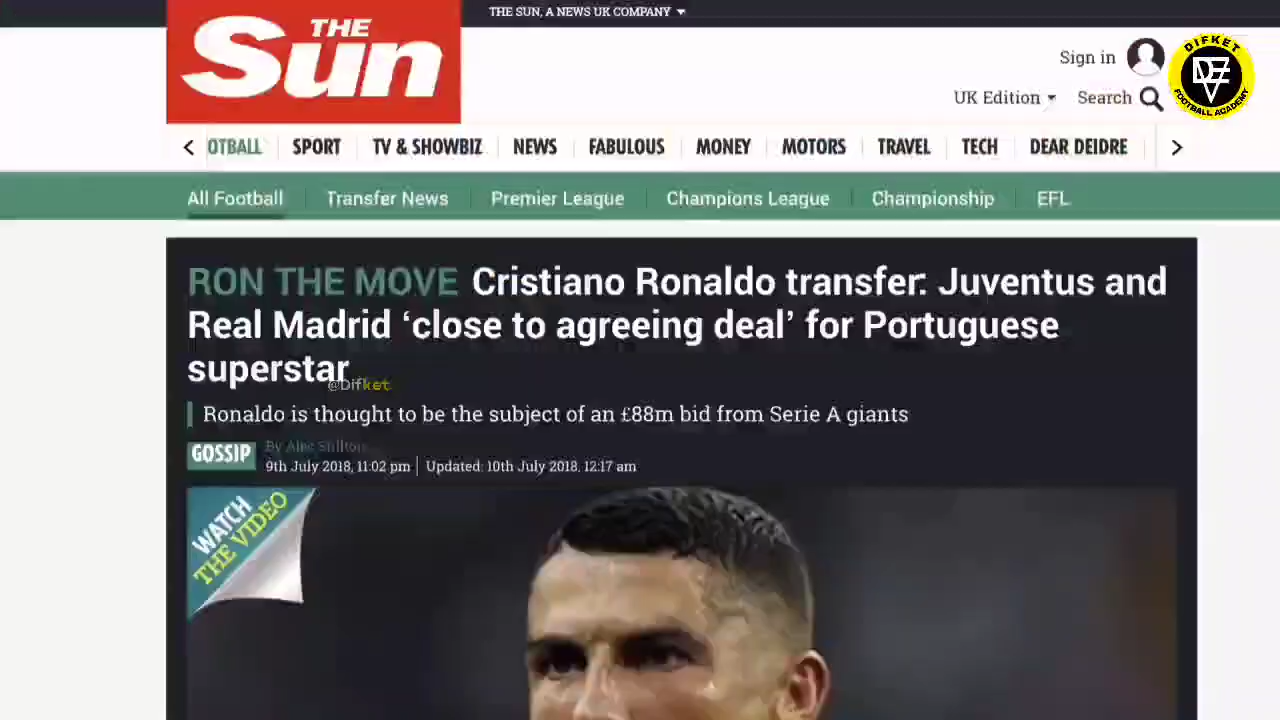 THE SUN, A NEWS UK COMPANY
THE
Sun
Sign in
DIFKET
FOOTBALL ACADEMY
UK Edition
Search
OTBALL
SPORT
TV & SHOWBIZ
NEWS
FABULOUS
MONEY
MOTORS
TRAVEL
TECH
DEAR DEIDRE
All Football
Transfer News
Premier League
Champions League
Championship
EFL
RON THE MOVE Cristiano Ronaldo transfer: Juventus and
Real Madrid ‘close to agreeing deal’ for Portuguese
superstar
@Difket
Ronaldo is thought to be the subject of an £88m bid from Serie A giants
GOSSIP
By Alec Shilton
9th July 2018, 11:02 pm | Updated: 10th July 2018, 12:17 am
WATCH
THE VIDEO